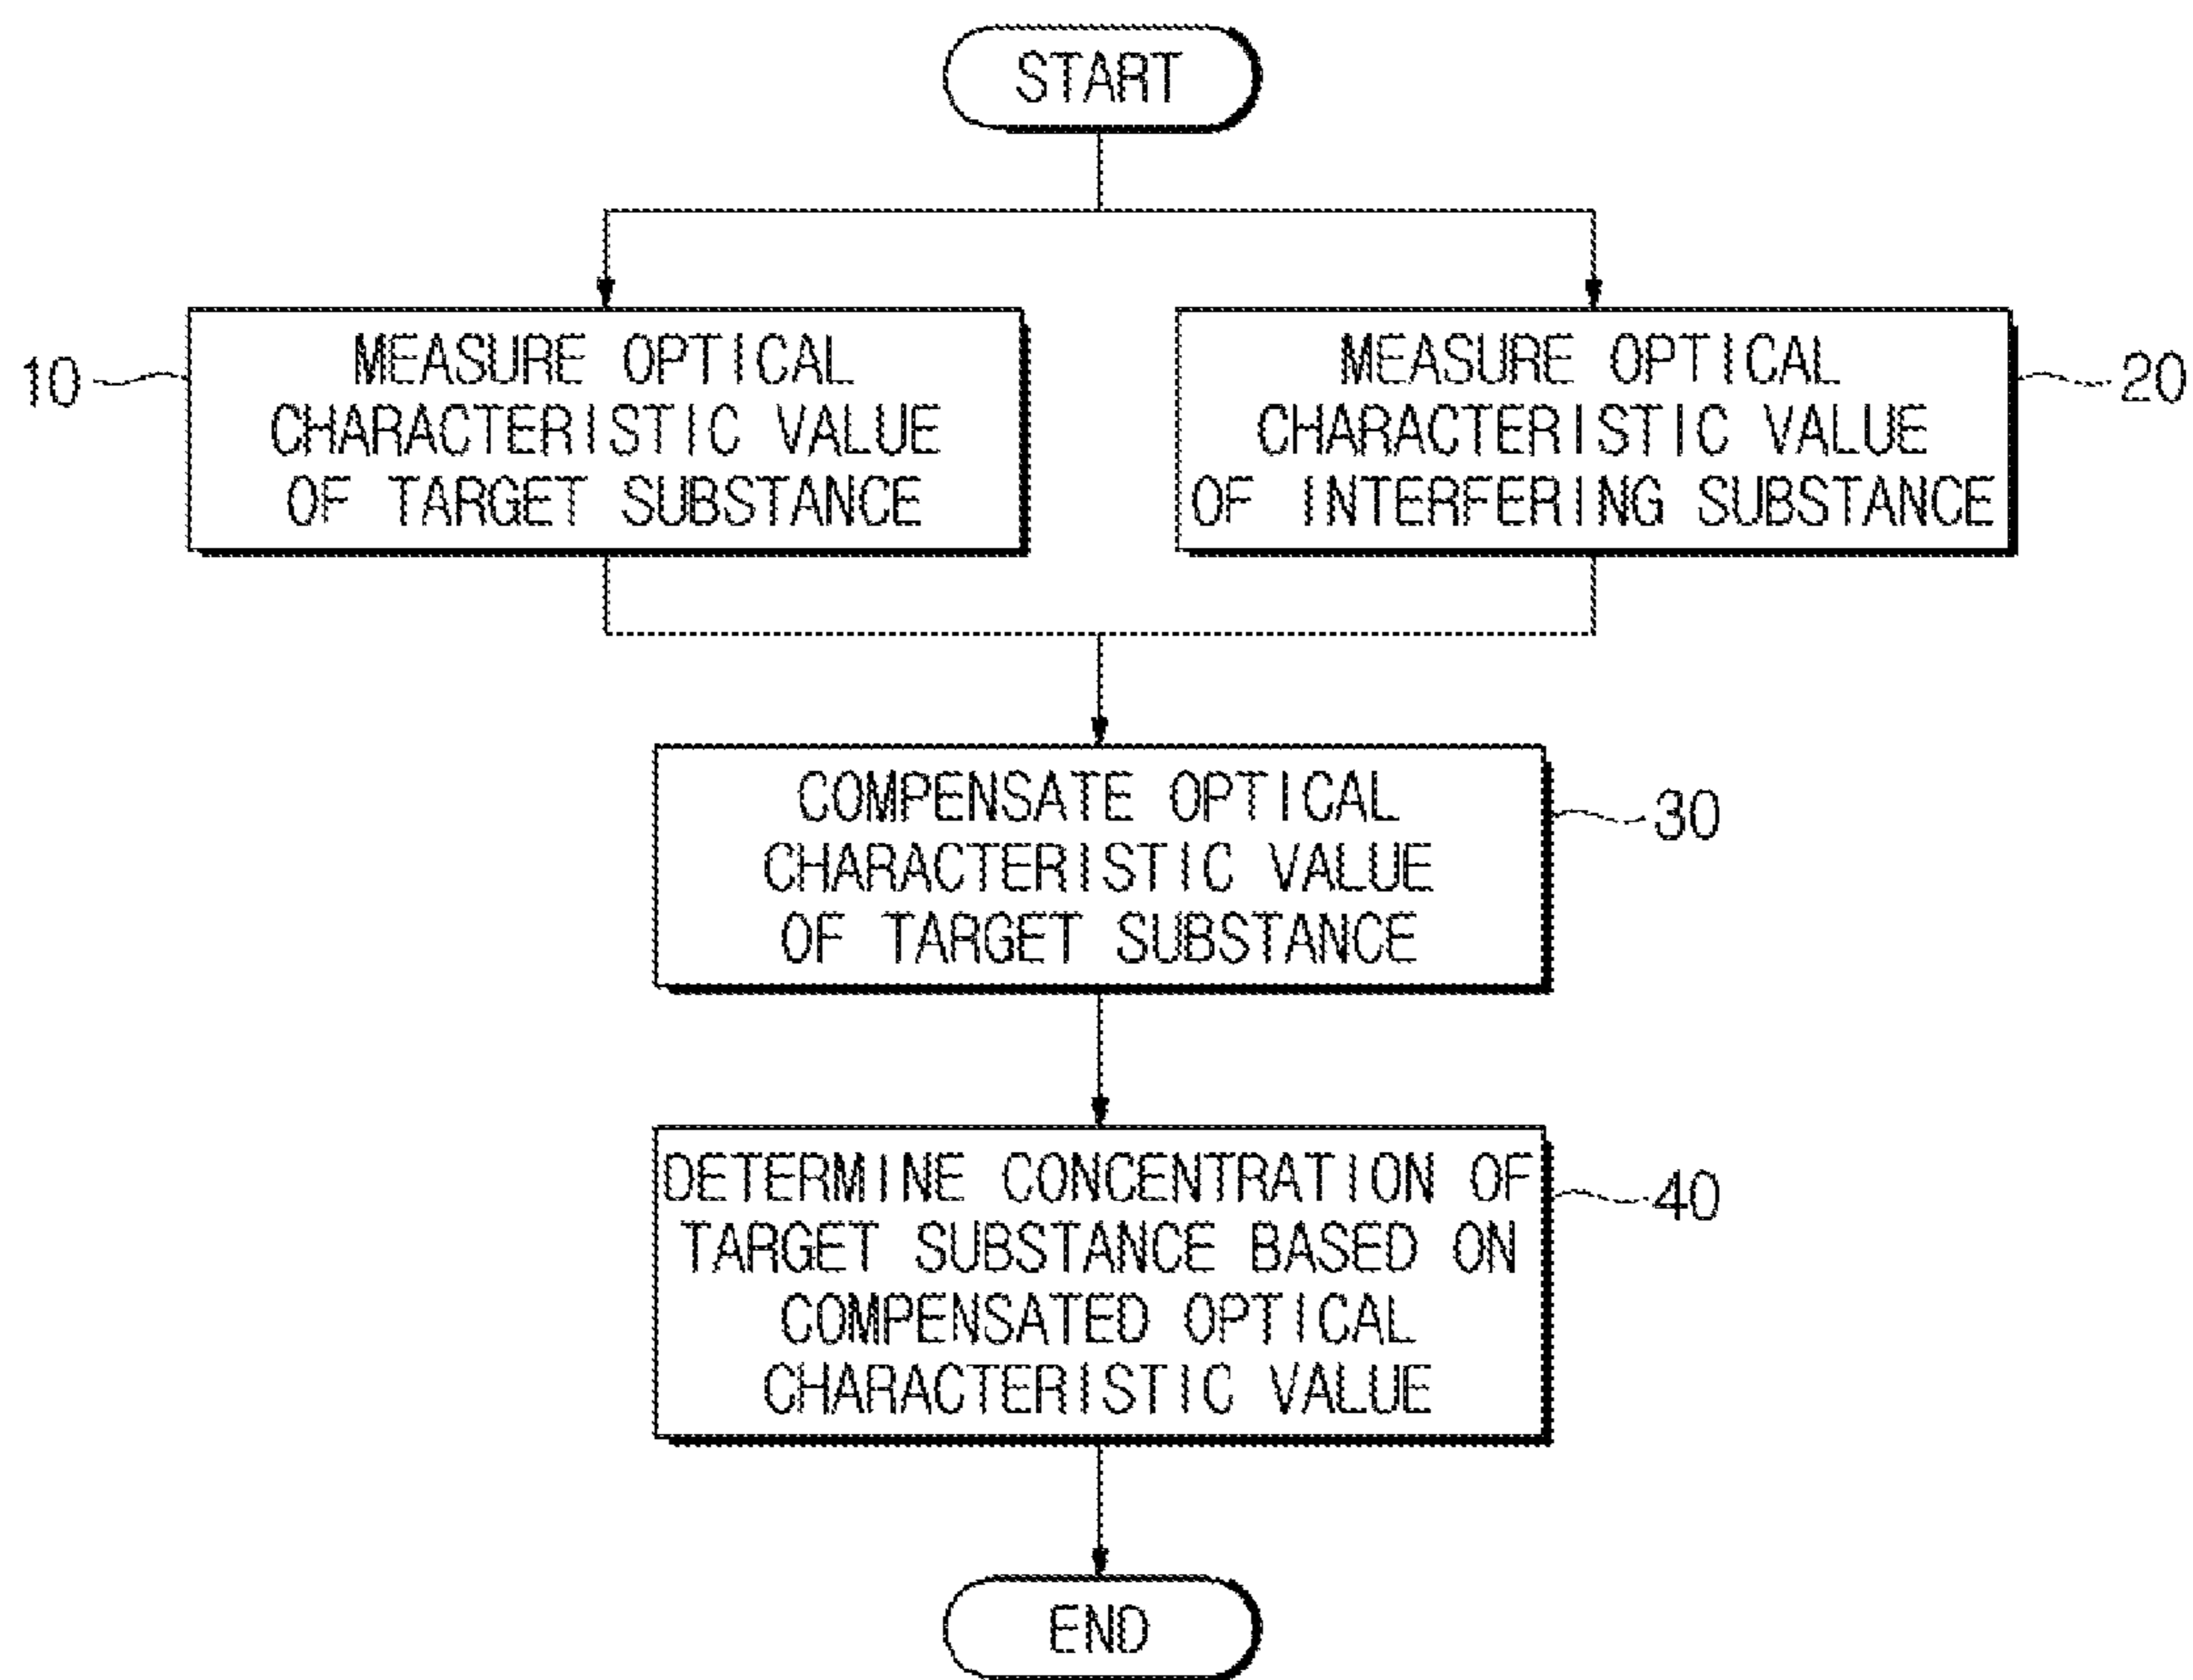 START
10
MEASURE OPTICAL
CHARACTERISTIC VALUE
OF TARGET SUBSTANCE
MEASURE OPTICAL
CHARACTERISTIC VALUE
OF INTERFERING SUBSTANCE
20
COMPENSATE OPTICAL
CHARACTERISTIC VALUE
OF TARGET SUBSTANCE
30
DETERMINE CONCENTRATION OF
TARGET SUBSTANCE BASED ON
COMPENSATED OPTICAL
CHARACTERISTIC VALUE
40
END